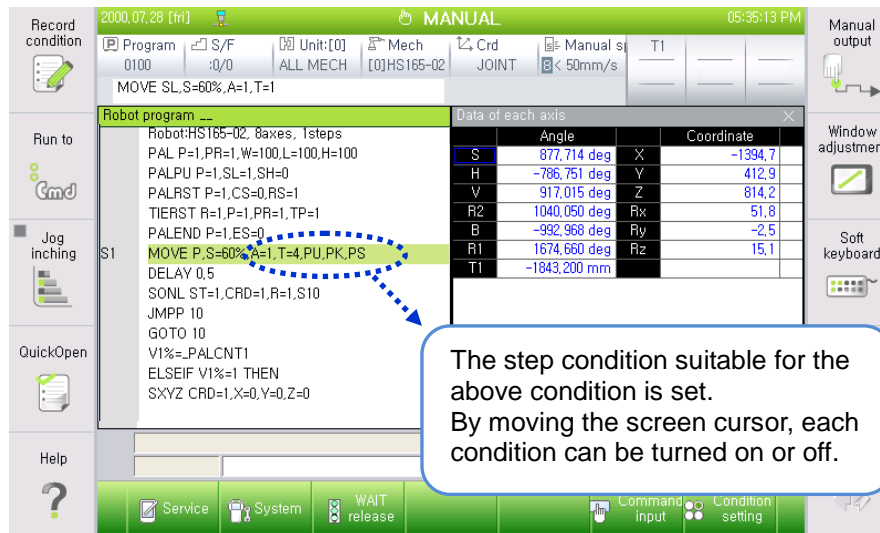 Record condition
2000,07,28 [fri]
MANUAL
05:35:13 PM
Manual output
P Program
0100
S/F
:0/0
Unit:[0]
ALL MECH
Mech
[0]HS165-02
Crd
JOINT
Manual s
8< 50mm/s
T1
MOVE SL,S=60%,A=1,T=1
Run to
Cmd
Jog inching
QuickOpen
Help
?
Robot program __
Robot:HS165-02, 8axes, 1steps
PAL P=1,PR=1,W=100,L=100,H=100
PALPU P=1,SL=1,SH=0
PALRST P=1,CS=0,RS=1
TIERST R=1,P=1,PR=1,TP=1
PALEND P=1,ES=0
S1 MOVE P,S=60%,A=1,T=4,PU,PK,PS
DELAY 0,5
SONL ST=1,CRD=1,R=1,S10
JMPP 10
GOTO 10
V1%=_PALCNT1
ELSEIF V1%=1 THEN
SXYZ CRD=1,X=0,Y=0,Z=0
Data of each axis
Angle Coordinate
S 877,714 deg X -1394,7
H -786,751 deg Y 412,9
V 917,015 deg Z 814,2
R2 1040,050 deg Rx 51,8
B -992,968 deg Ry -2,5
R1 1674,660 deg Rz 15,1
T1 -1843,200 mm
Window adjustmen
Soft keyboard
The step condition suitable for the
above condition is set.
By moving the screen cursor, each
condition can be turned on or off.
Service
System
WAIT release
Command input
Condition setting